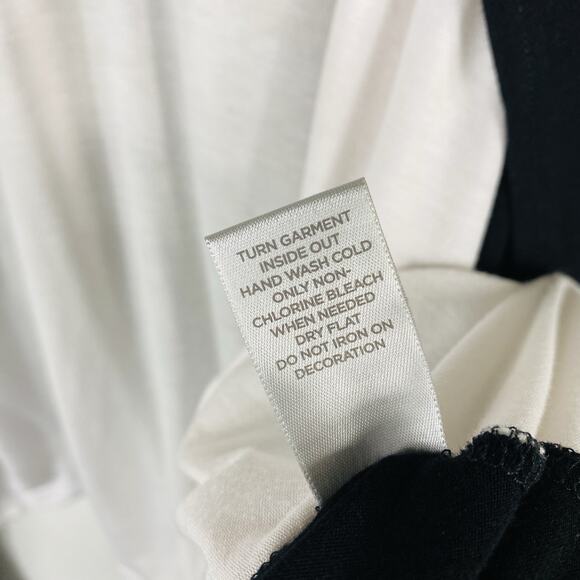 TURN GARMENT
INSIDE OUT
HAND WASH COLD
ONLY NON-
CHLORINE BLEACH
WHEN NEEDED
DRY FLAT
DO NOT IRON ON
DECORATION